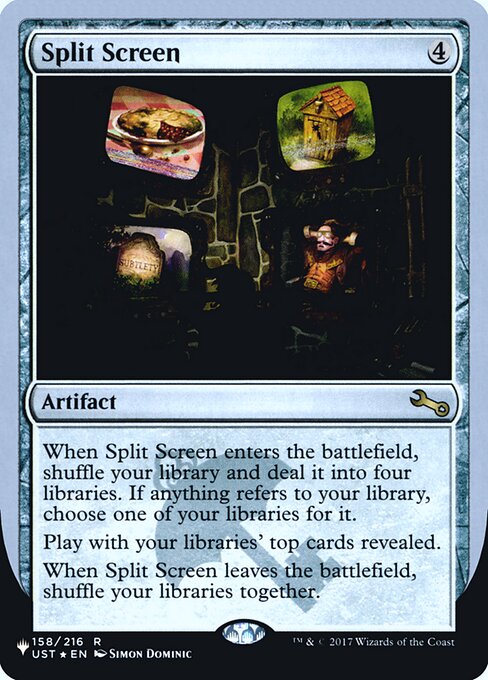 Split Screen 4
SUBTLETY
Artifact
When Split Screen enters the battlefield,
shuffle your library and deal it into four
libraries. If anything refers to your library,
choose one of your libraries for it.
Play with your libraries’ top cards revealed.
When Split Screen leaves the battlefield,
shuffle your libraries together.
158/216 R
UST ★ EN Simon Dominic
™ & © 2017 Wizards of the Coast